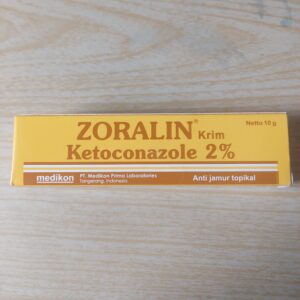 Netto 10 g
ZORALIN® Krim
Ketoconazole 2%
medikon PT. Medikon Prima Laboratories
Tangerang, Indonesia
Anti jamur topikal